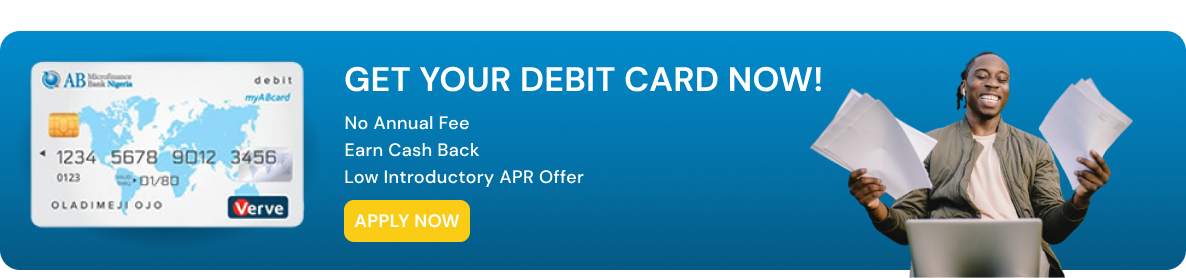 AB Microfinance Bank Nigeria
debit
myABcard
1234 5678 9012 3456
0123
01/80
OLADIMEJI OJO
Verve
GET YOUR DEBIT CARD NOW!
No Annual Fee
Earn Cash Back
Low Introductory APR Offer
APPLY NOW